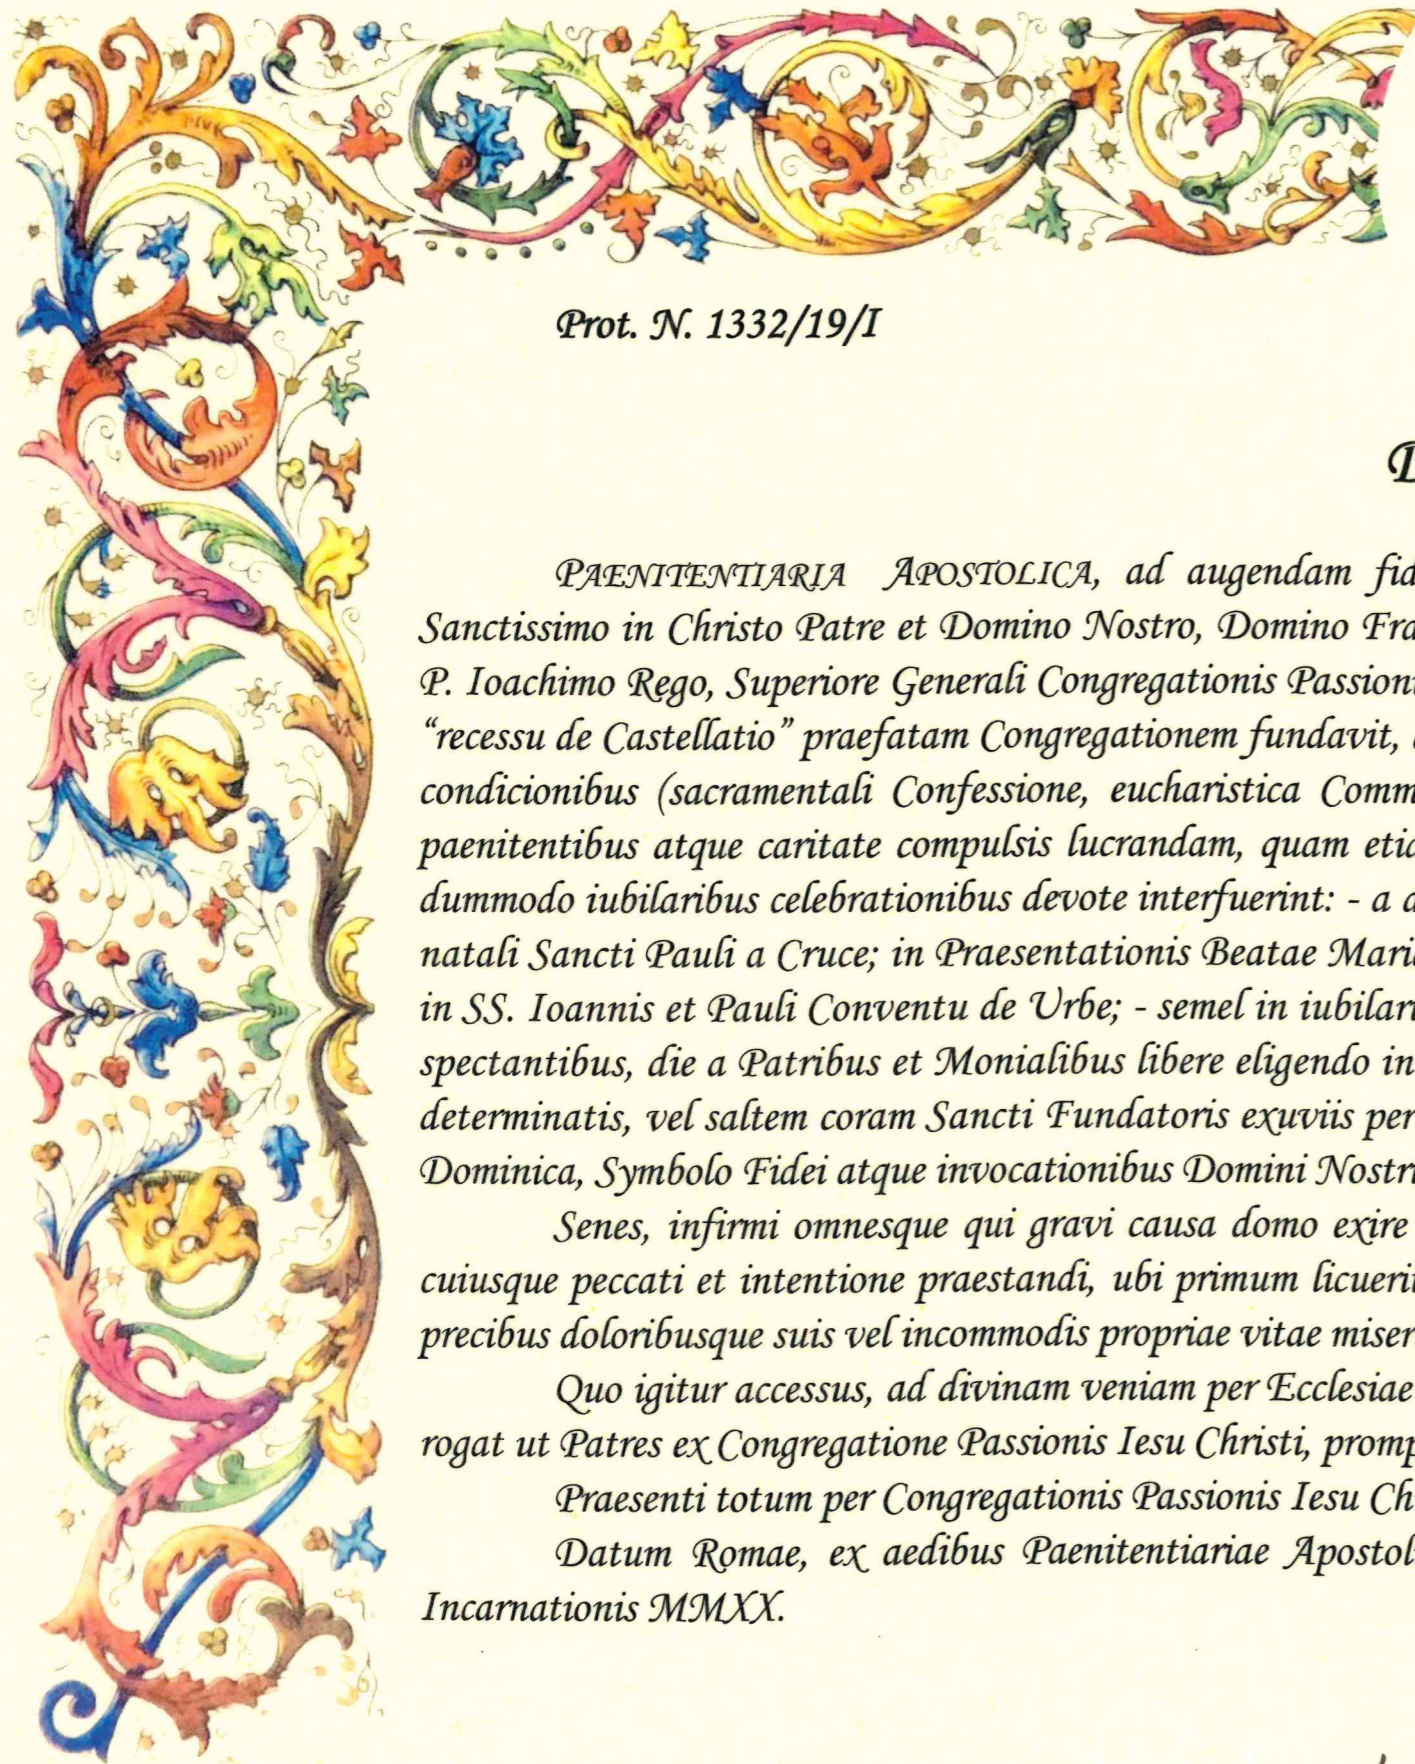 Prot. N. 1332/19/I
PAENITENTIARIA APOSTOLICA, ad augendam
Sanctissimo in Christo Patre et Domino Nostro, Domino
P. Ioachimo Rego, Superiore Generali Congregationis
“recessu de Castellatio” praefatam Congregationem fundavit,
condicionibus (sacramentali Confessione, eucharistica
paenitentibus atque caritate compulsis lucrandam, quam
dummodo iubilaribus celebrationibus devote interfuerint: - a
natali Sancti Pauli a Cruce; in Praesentationis Beatae
in SS. Ioannis et Pauli Conventu de Urbe; - semel in
spectantibus, die a Patribus et Monialibus libere eligendo in
determinatis, vel saltem coram Sancti Fundatoris exuviis per
Dominica, Symbolo Fidei atque invocationibus Domini
Senes, infirmi omnesque qui gravi causa domo exire
cuiusque peccati et intentione praestandi, ubi primum
precibus doloribusque suis vel incommodis propriae vitae
Quo igitur accessus, ad divinam veniam per Ecclesiae
rogat ut Patres ex Congregatione Passionis Iesu Christi,
Praesenti totum per Congregationis Passionis Iesu
Datum Romae, ex aedibus Paenitentiariae
Incarnationis MMXX.